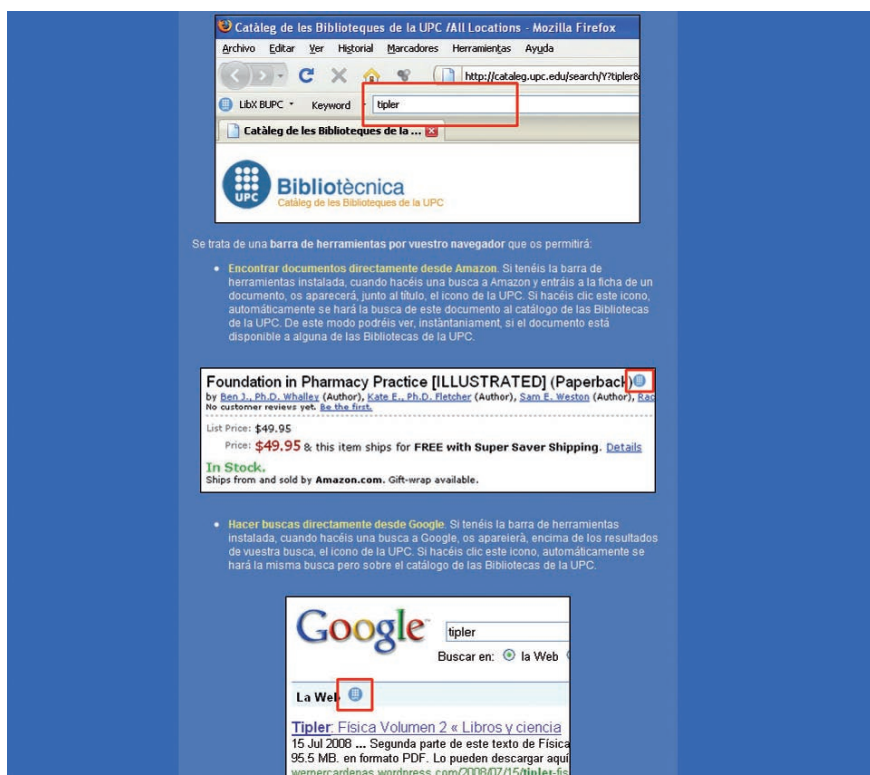 Catàleg de les Biblioteques de la UPC /All Locations - Mozilla Firefox
Archivo Editar Ver Historial Marcadores Herramientas Ayuda
http://cataleg.upc.edu/search/Y?tipler&
LibX BUPC Keyword tipler
Catàleg de les Biblioteques de la ...
UPC
Bibliotècnica
Catàleg de les Biblioteques de la UPC
Se trata de una barra de herramientas por vuestro navegador que os permitirá:
• Encontrar documentos directamente desde Amazon. Si tenéis la barra de
herramientas instalada, cuando hacéis una busca a Amazon y entráis a la ficha de un
documento, os aparecerá, junto al título, el icono de la UPC. Si hacéis clic este icono,
automáticamente se hará la busca de este documento al catálogo de las Bibliotecas
de la UPC. De este modo podréis ver, instàntaniament, si el documento está
disponible a alguna de las Bibliotecas de la UPC.
Foundation in Pharmacy Practice [ILLUSTRATED] (Paperback)
by Ben J., Ph.D. Whalley (Author), Kate E., Ph.D. Fletcher (Author), Sam E. Weston (Author), Rac
No customer reviews yet. Be the first.
List Price: $49.95
Price: $49.95 & this item ships for FREE with Super Saver Shipping. Details
In Stock.
Ships from and sold by Amazon.com. Gift-wrap available.
• Hacer buscas directamente desde Google. Si tenéis la barra de herramientas
instalada, cuando hacéis una busca a Google, os apareierà, encima de los resultados
de vuestra busca, el icono de la UPC. Si hacéis clic este icono, automáticamente se
hará la misma busca pero sobre el catálogo de las Bibliotecas de la UPC.
Google™ tipler
Buscar en: la Web
La Web
Tipler: Física Volumen 2 « Libros y ciencia
15 Jul 2008 ... Segunda parte de este texto de Física
95.5 MB. en formato PDF. Lo pueden descargar aquí
wernercardenas.wordpress.com/2008/07/15/tipler-fis